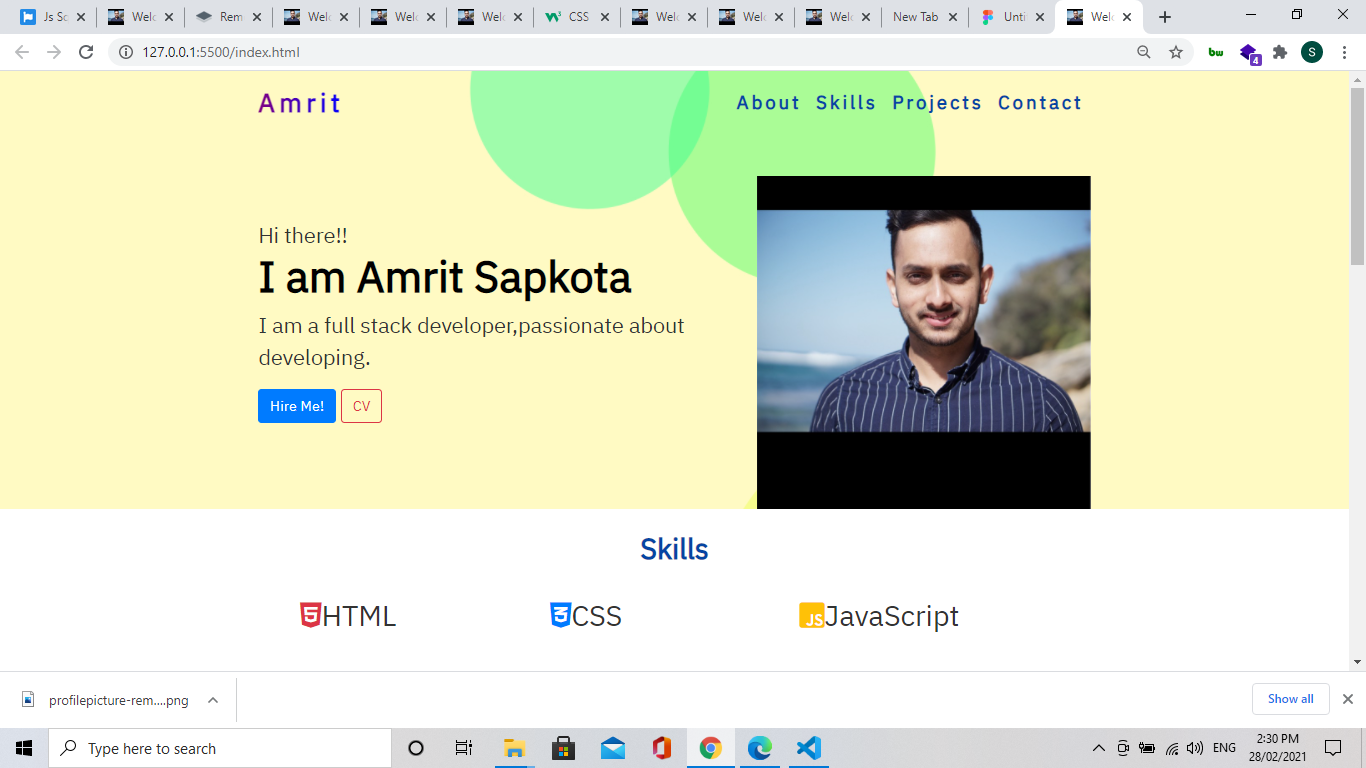 Js Sc
Welc
Rem
Welc
Welc
Welc
CSS
Welc
Welc
Welc
New Tab
Unti
Welc
127.0.0.1:5500/index.html
bw
4
S
Amrit
About Skills Projects Contact
Hi there!!
I am Amrit Sapkota
I am a full stack developer,passionate about
developing.
Hire Me! CV
Skills
HTML CSS JS JavaScript
profilepicture-rem....png
Show all
Type here to search
ENG
2:30 PM
28/02/2021